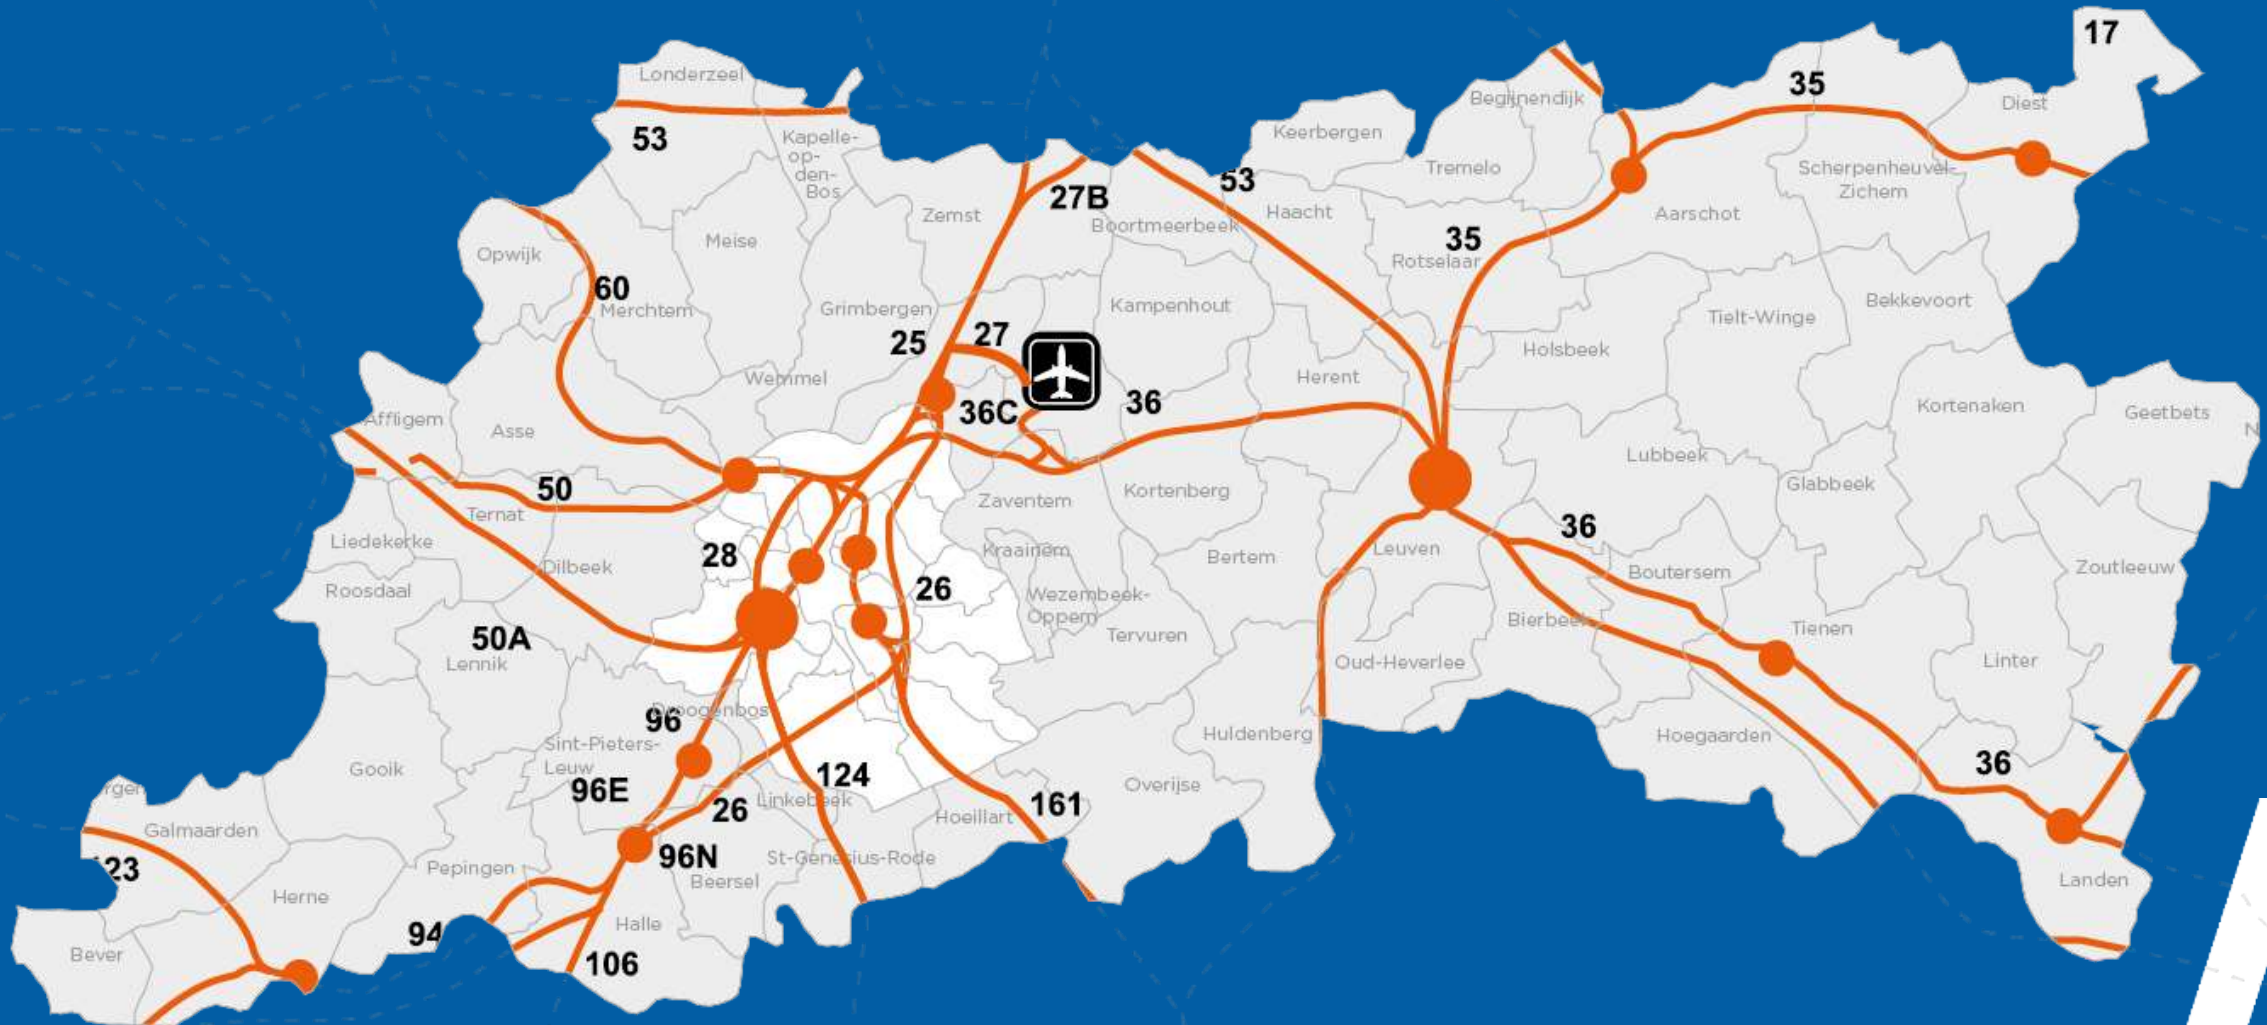 17
Londerzeel
35
Begijnendijk
Diest
53
Kapelle-
op-
den-
Bos
Keerbergen
Tremelo
Scherpenheuvel-
Zichem
53
27B
Zemst
Boortmeerbeek
Haacht
Aarschot
Opwijk
Meise
35
Rotselaar
60
Merchtem
Grimbergen
Kampenhout
Bekkevoort
Tielt-Winge
25
27
Holsbeek
Wemmel
Herent
36C
36
Kortenaken
Geetbets
Affligem
Asse
N
Lubbeek
50
Zaventem
Kortenberg
Glabbeek
Ternat
36
Liedekerke
28
Kraainem
Bertem
Leuven
Dilbeek
Boutersem
Zoutleeuw
Roosdaal
26
Wezembeek-
Oppem
Bierbeek
50A
Tervuren
Tienen
Lennik
Oud-Heverlee
Linter
96
Droogenbos
Sint-Pieters-
Leuw
Huldenberg
Hoegaarden
Gooik
124
36
96E
Overijse
rgen
26
Linkebeek
161
Galmaarden
Hoeillart
23
Pepingen
96N
St-Genesius-Rode
Beersel
Landen
Herne
94
Halle
Bever
106